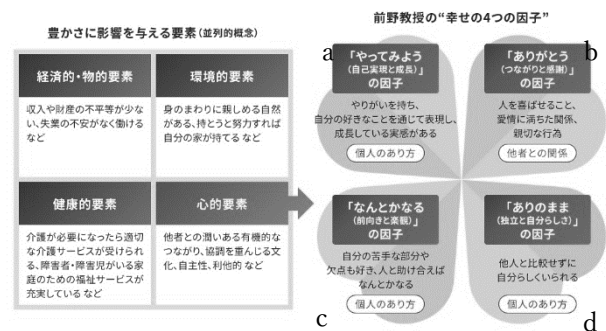 豊かさに影響を与える要素(並列的概念)
経済的・物的要素
収入や財産の不平等が少な
い、失業の不安がなく働ける
など
環境的要素
身のまわりに親しめる自然
がある、持とうと努力すれば
自分の家が持てる など
健康的要素
介護が必要になったら適切
な介護サービスが受けられ
る、障害者・障害児がいる家
庭のための福祉サービスが
充実している など
心的要素
他者との潤いある有機的な
つながり、協調を重んじる文
化、自主性、利他的 など
前野教授の“幸せの4つの因子”
a
「やってみよう
(自己実現と成長)」
の因子
やりがいを持ち、
自分の好きなことを通じて表現し、
成長している実感がある
個人のあり方
b
「ありがとう
(つながりと感謝)」
の因子
人を喜ばせること、
愛情に満ちた関係、
親切な行為
他者との関係
c
「なんとかなる
(前向きと楽観)」
の因子
自分の苦手な部分や
欠点も好き、人と助け合えば
なんとかなる
個人のあり方
d
「ありのまま
(独立と自分らしさ)」
の因子
他人と比較せずに
自分らしくいられる
個人のあり方